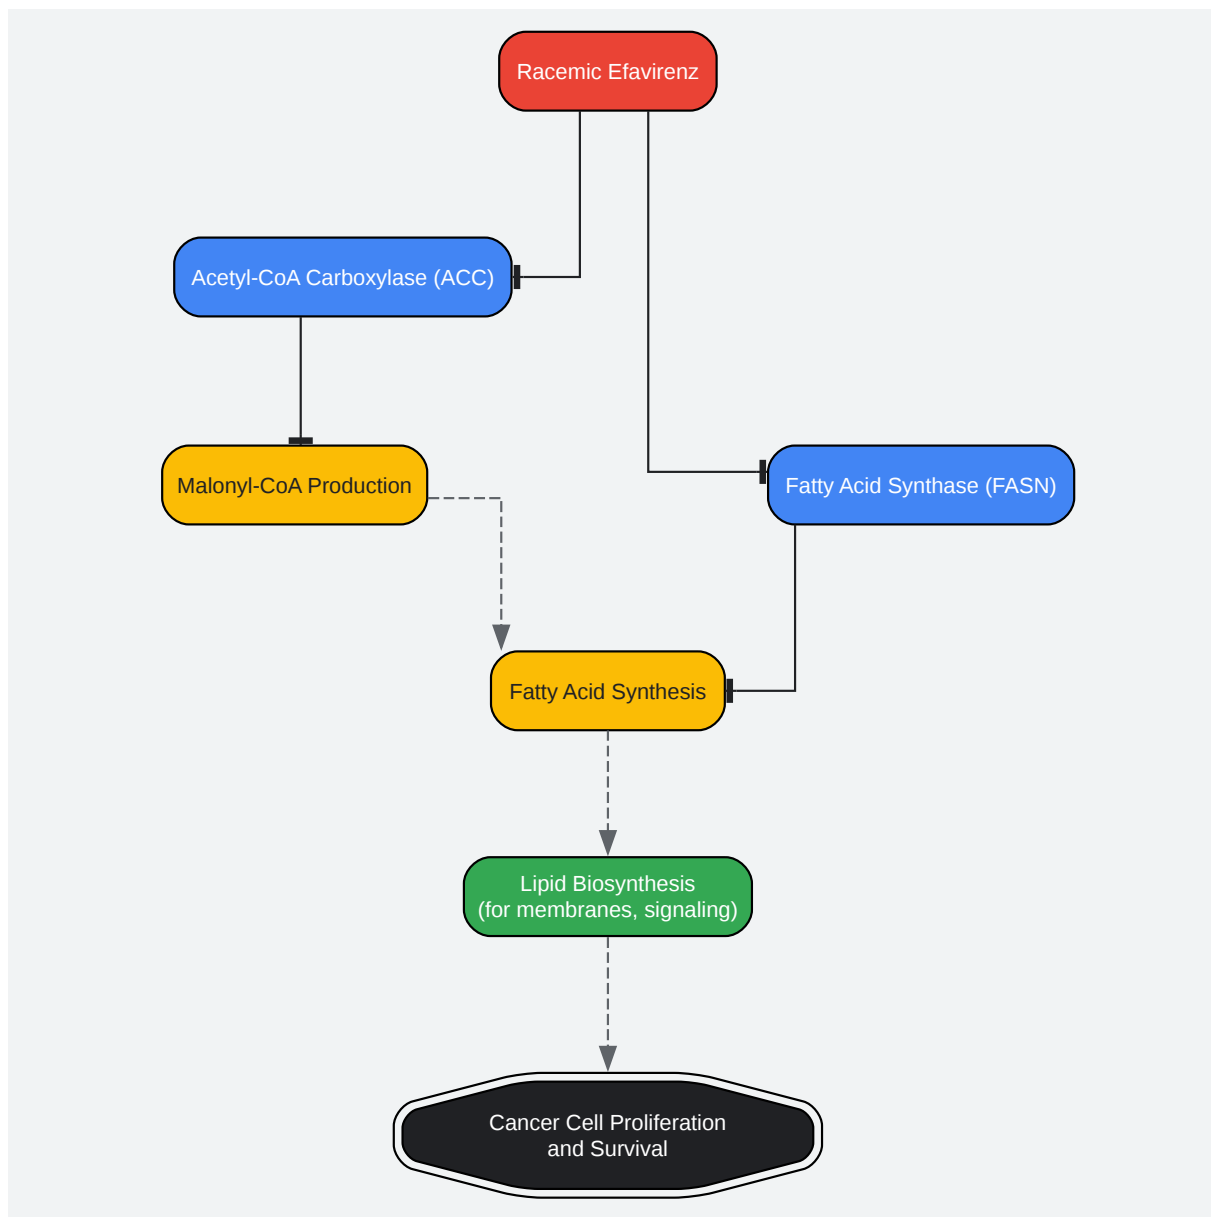 Racemic Efavirenz
Acetyl-CoA Carboxylase (ACC)
Malonyl-CoA Production
Fatty Acid Synthase (FASN)
Fatty Acid Synthesis
Lipid Biosynthesis
(for membranes, signaling)
Cancer Cell Proliferation
and Survival